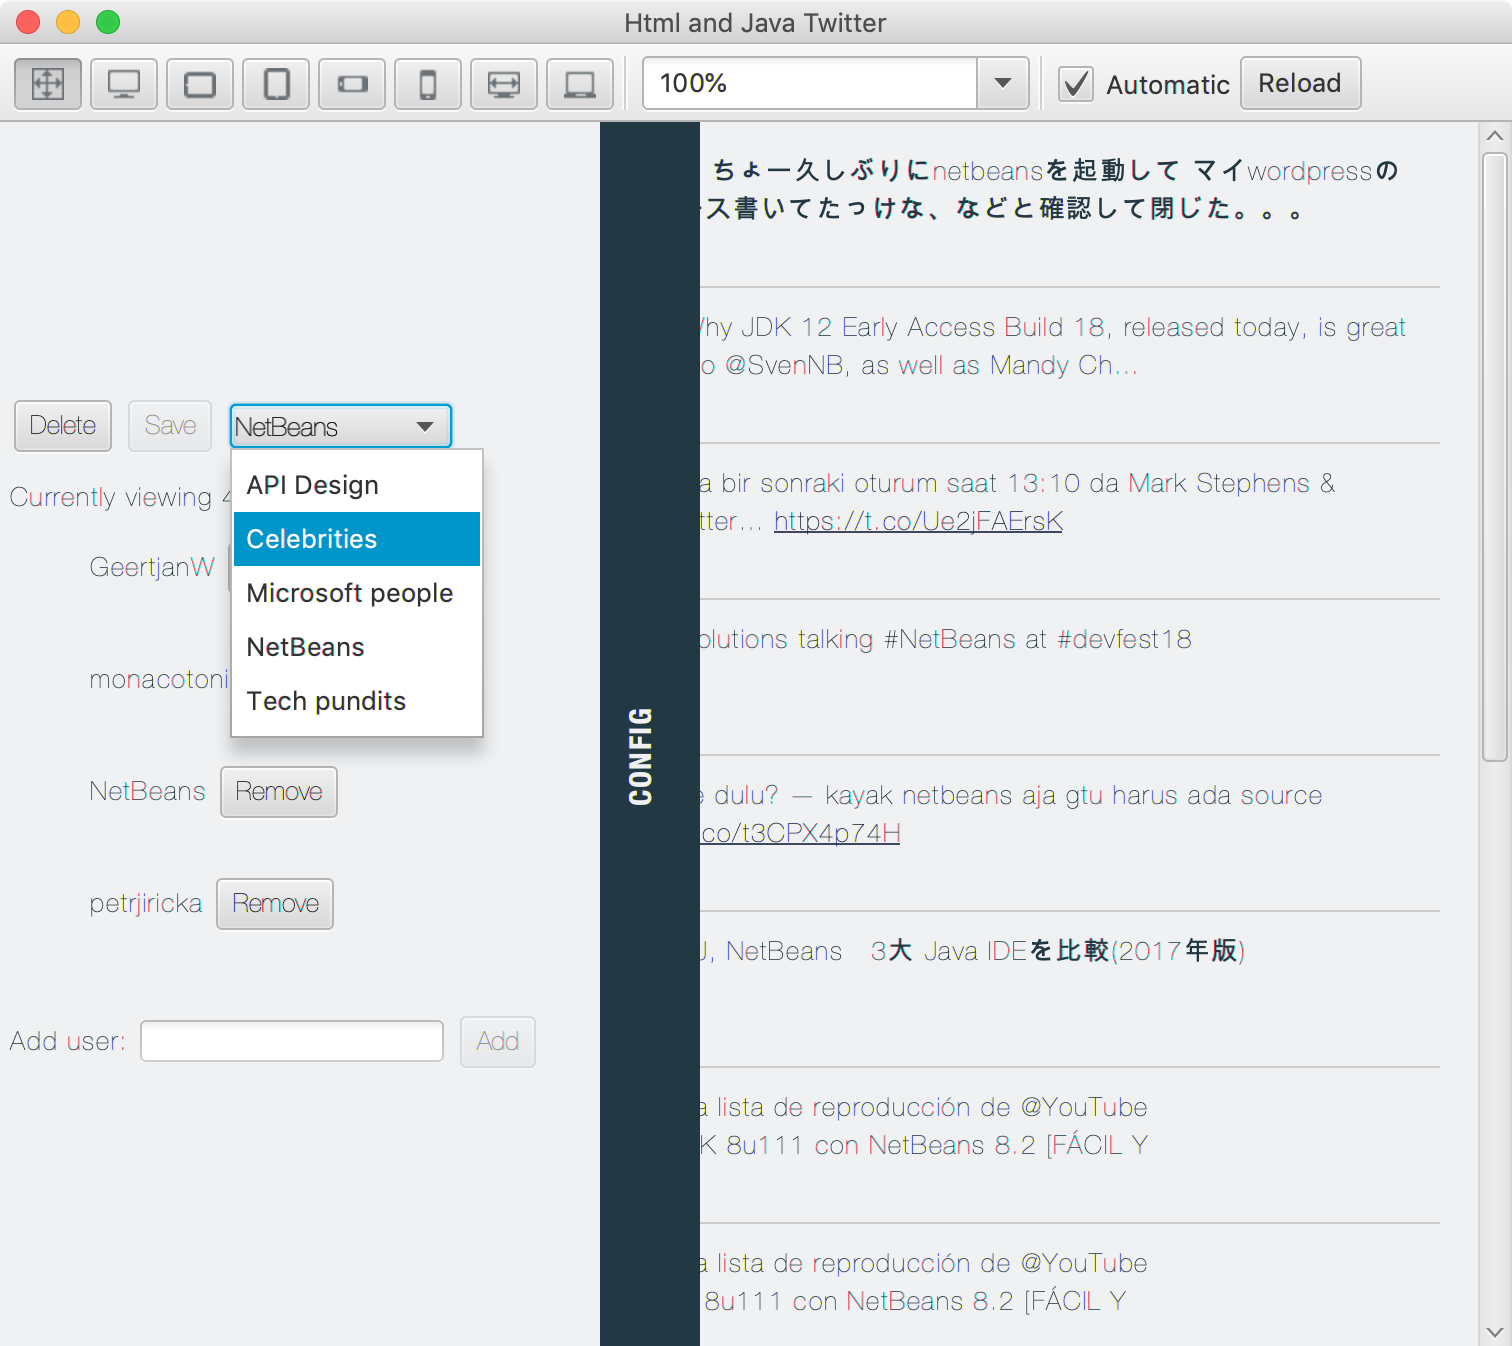 Html and Java Twitter
100%
Automatic
Reload
Delete
Save
NetBeans
API Design
Celebrities
Microsoft people
NetBeans
Tech pundits
Currently viewing
GeertjanW
monacotoni
NetBeans
Remove
petrjiricka
Remove
Add user:
Add
CONFIG
ちょー久しぶりにnetbeansを起動して マイwordpressの
ス書いてたっけな、などと確認して閉じた。。。
Why JDK 12 Early Access Build 18, released today, is great
o @SvenNB, as well as Mandy Ch...
a bir sonraki oturum saat 13:10 da Mark Stephens &
tter... https://t.co/Ue2jFAErsK
olutions talking #NetBeans at #devfest18
e dulu? — kayak netbeans aja gtu harus ada source
co/t3CPX4p74H
J, NetBeans 3大 Java IDEを比較(2017年版)
a lista de reproducción de @YouTube
K 8u111 con NetBeans 8.2 [FÁCIL Y
a lista de reproducción de @YouTube
8u111 con NetBeans 8.2 [FÁCIL Y